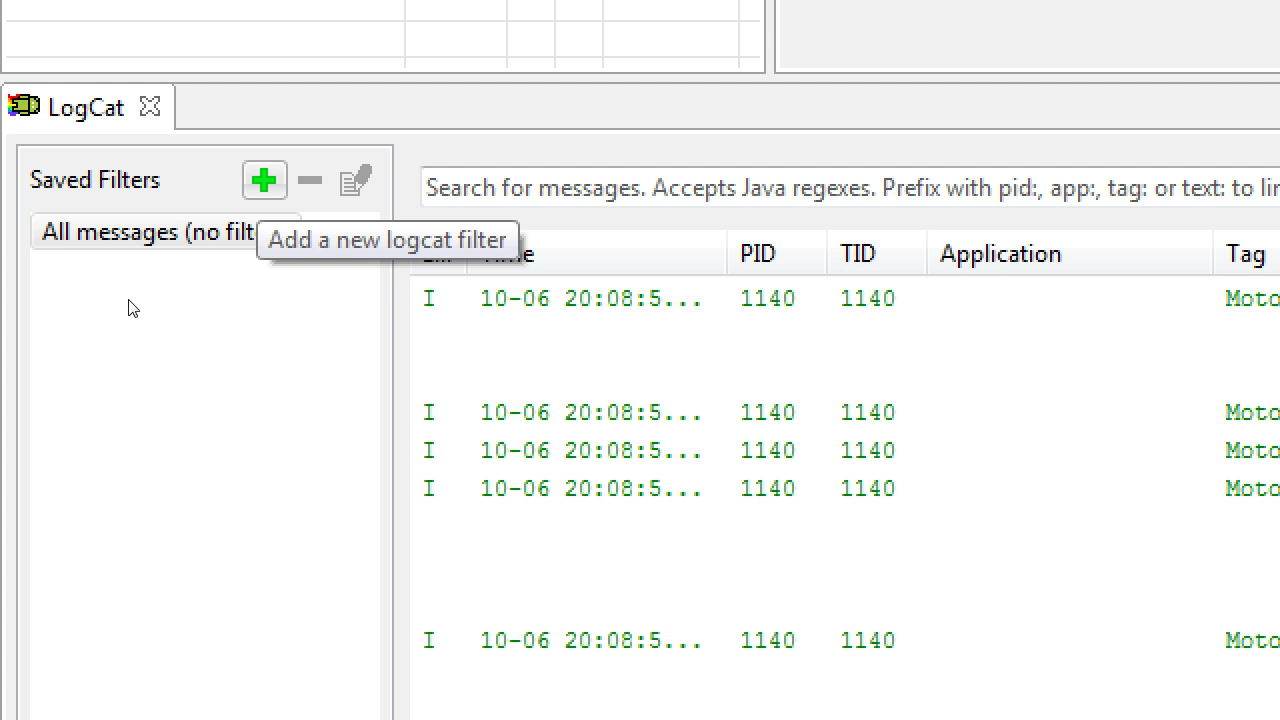 LogCat
Saved Filters
Search for messages. Accepts Java regexes. Prefix with pid:, app:, tag: or text: to
All messages (no
Add a new logcat filter
PID TID Application Tag
I 10-06 20:08:5... 1140 1140 Moto
I 10-06 20:08:5... 1140 1140 Moto
I 10-06 20:08:5... 1140 1140 Moto
I 10-06 20:08:5... 1140 1140 Moto
I 10-06 20:08:5... 1140 1140 Moto